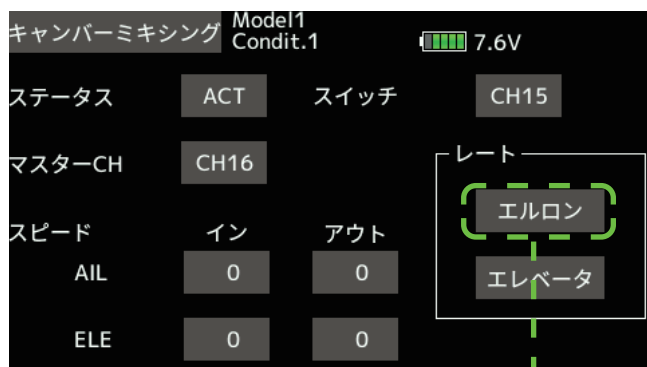 キャンバーミキシング Model1
Condit.1 7.6V
ステータス ACT スイッチ CH15
マスターCH CH16
レート
エルロン
スピード イン アウト
AIL 0 0 エレベータ
ELE 0 0